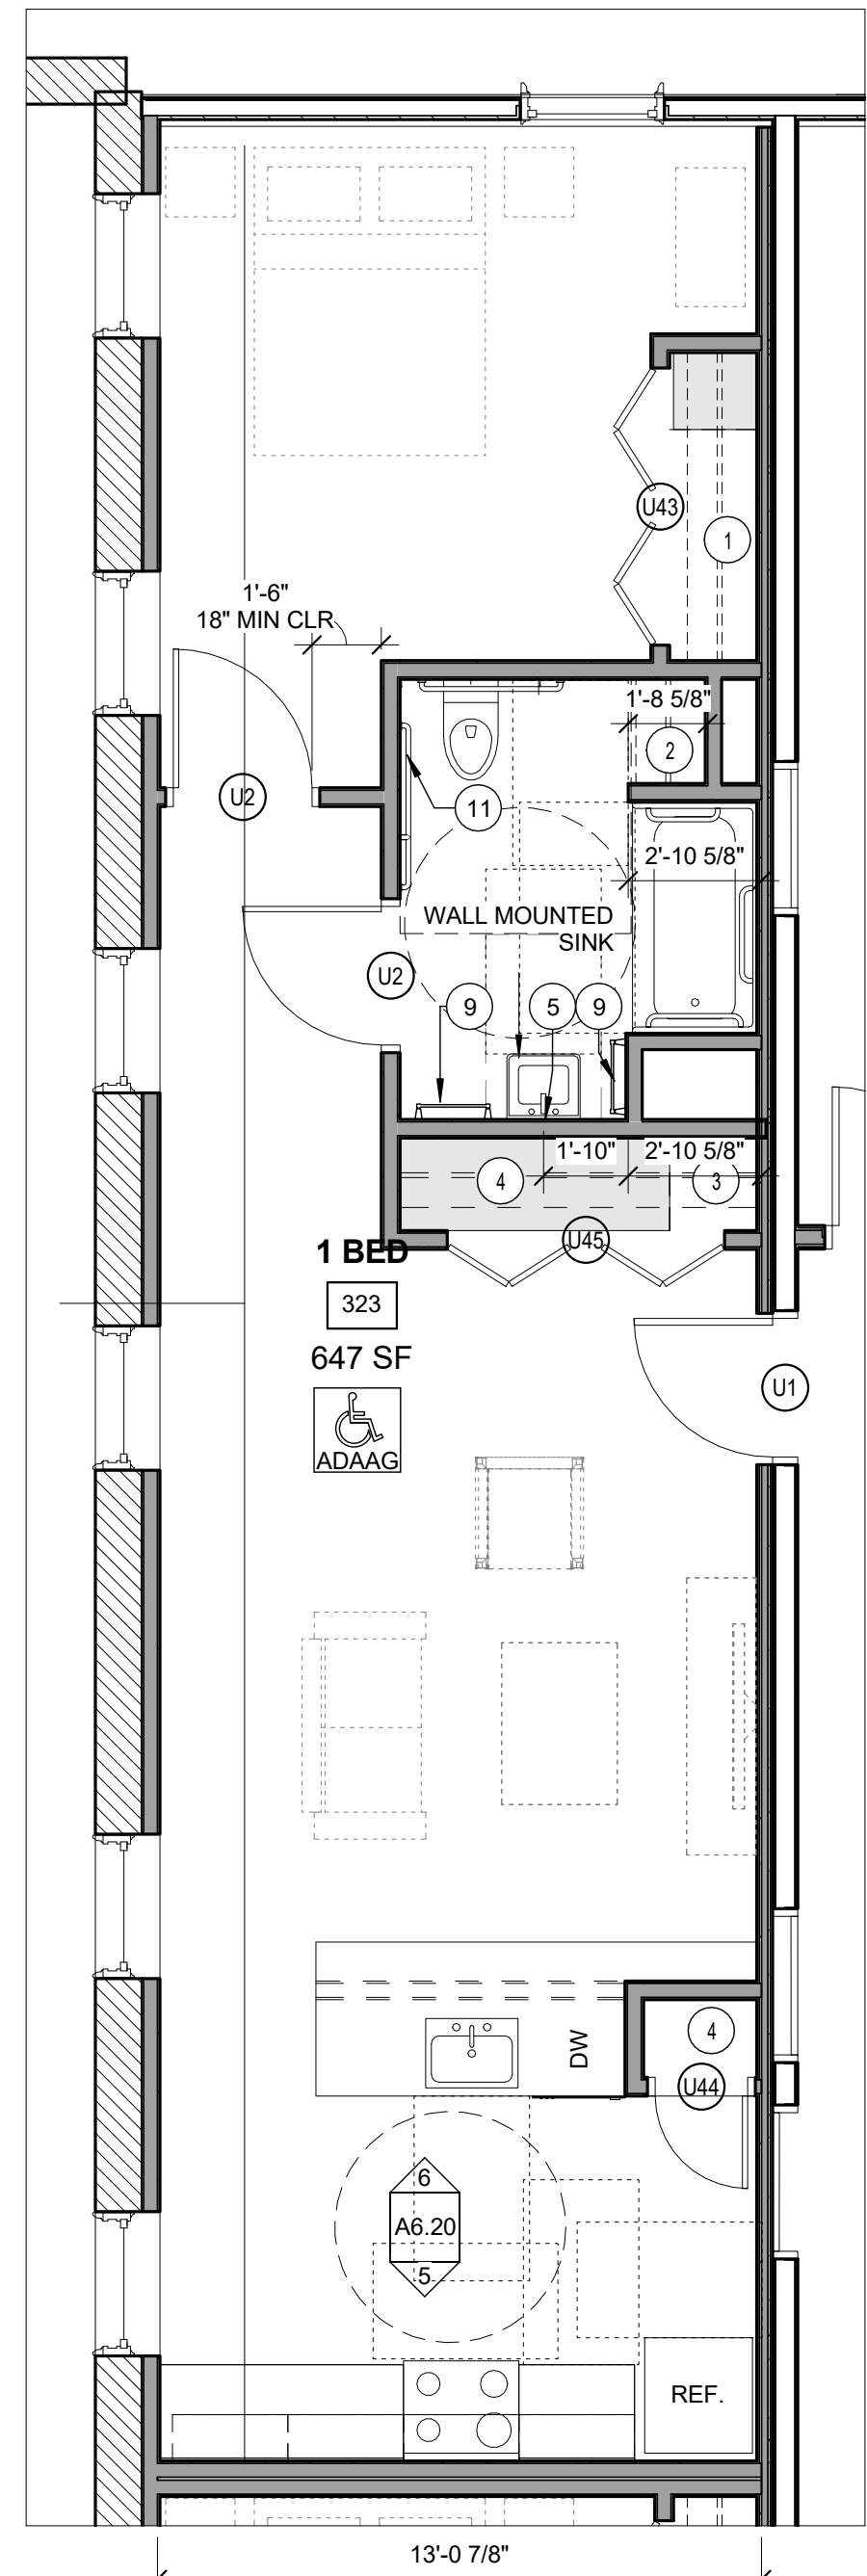 1'-6"
18" MIN CLR
U43
1
1'-8 5/8"
2
U2
11
2'-10 5/8"
WALL MOUNTED
SINK
U2
9
5
9
1'-10"
2'-10 5/8"
4
3
U45
1 BED
323
647 SF
U1
ADAAG
DW
4
U44
6
A6.20
5
REF.
13'-0 7/8"